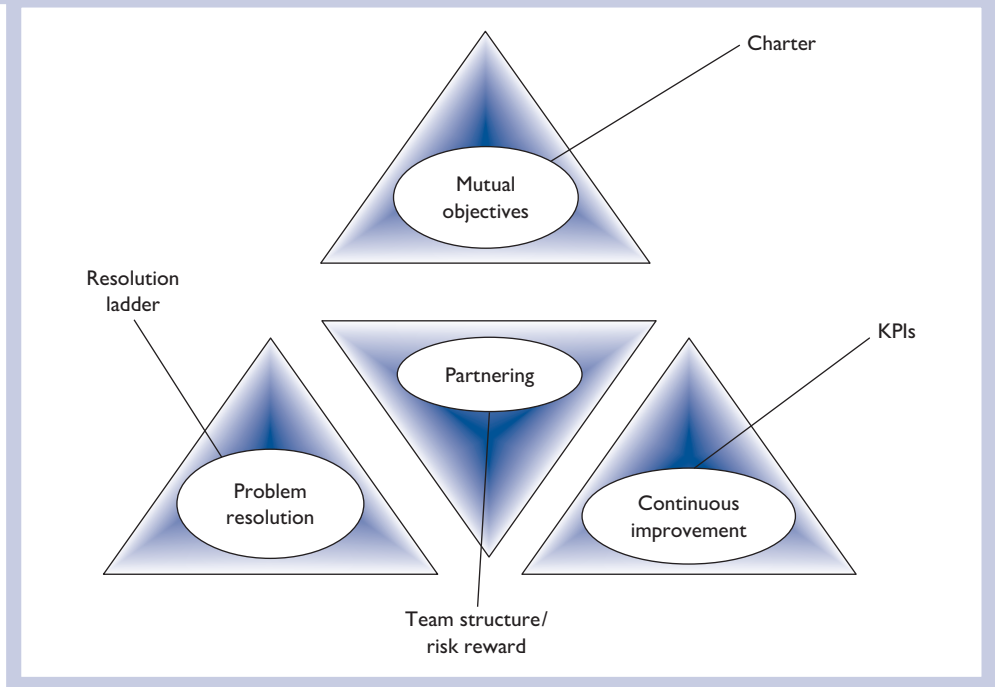 Charter
Mutual
objectives
Resolution
ladder
KPIs
Partnering
Problem
resolution
Continuous
improvement
Team structure/
risk reward